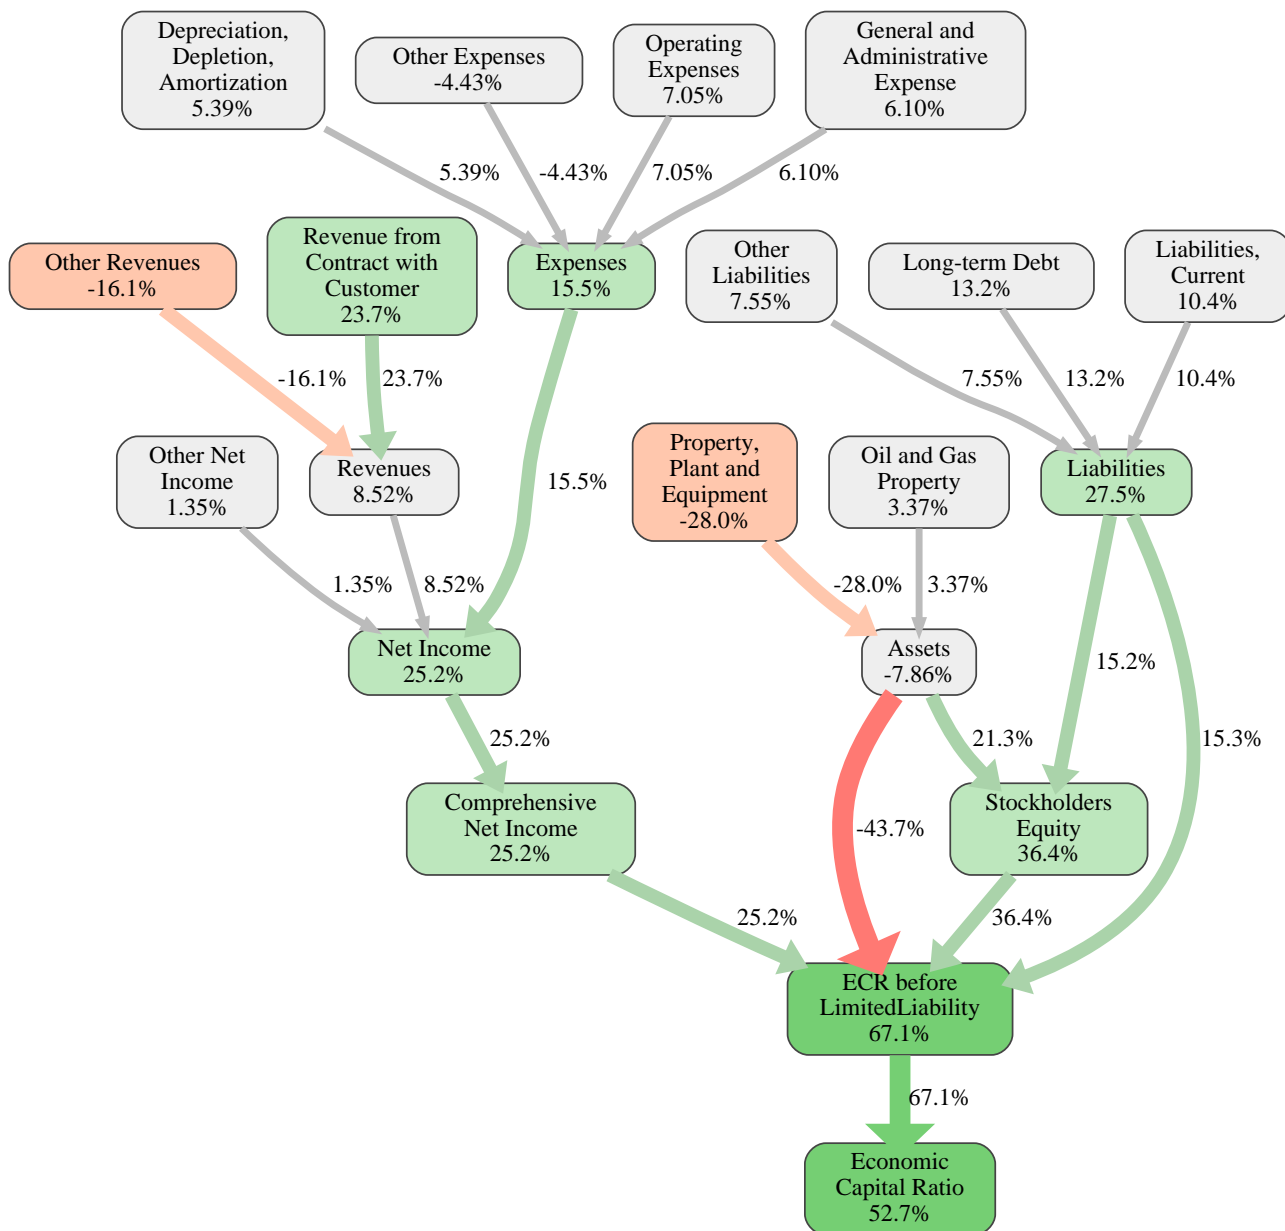 Depreciation,
Depletion,
Amortization
5.39%
Other Expenses
-4.43%
Operating
Expenses
7.05%
General and
Administrative
Expense
6.10%
5.39%
-4.43%
7.05%
6.10%
Other Revenues
-16.1%
Revenue from
Contract with
Customer
23.7%
Expenses
15.5%
Other
Liabilities
7.55%
Long-term Debt
13.2%
Liabilities,
Current
10.4%
-16.1%
23.7%
7.55%
13.2%
10.4%
Other Net
Income
1.35%
Revenues
8.52%
15.5%
Property,
Plant and
Equipment
-28.0%
Oil and Gas
Property
3.37%
Liabilities
27.5%
1.35%
8.52%
-28.0%
3.37%
Net Income
25.2%
Assets
-7.86%
15.2%
25.2%
21.3%
15.3%
Comprehensive
Net Income
25.2%
-43.7%
Stockholders
Equity
36.4%
25.2%
36.4%
ECR before
LimitedLiability
67.1%
67.1%
Economic
Capital Ratio
52.7%